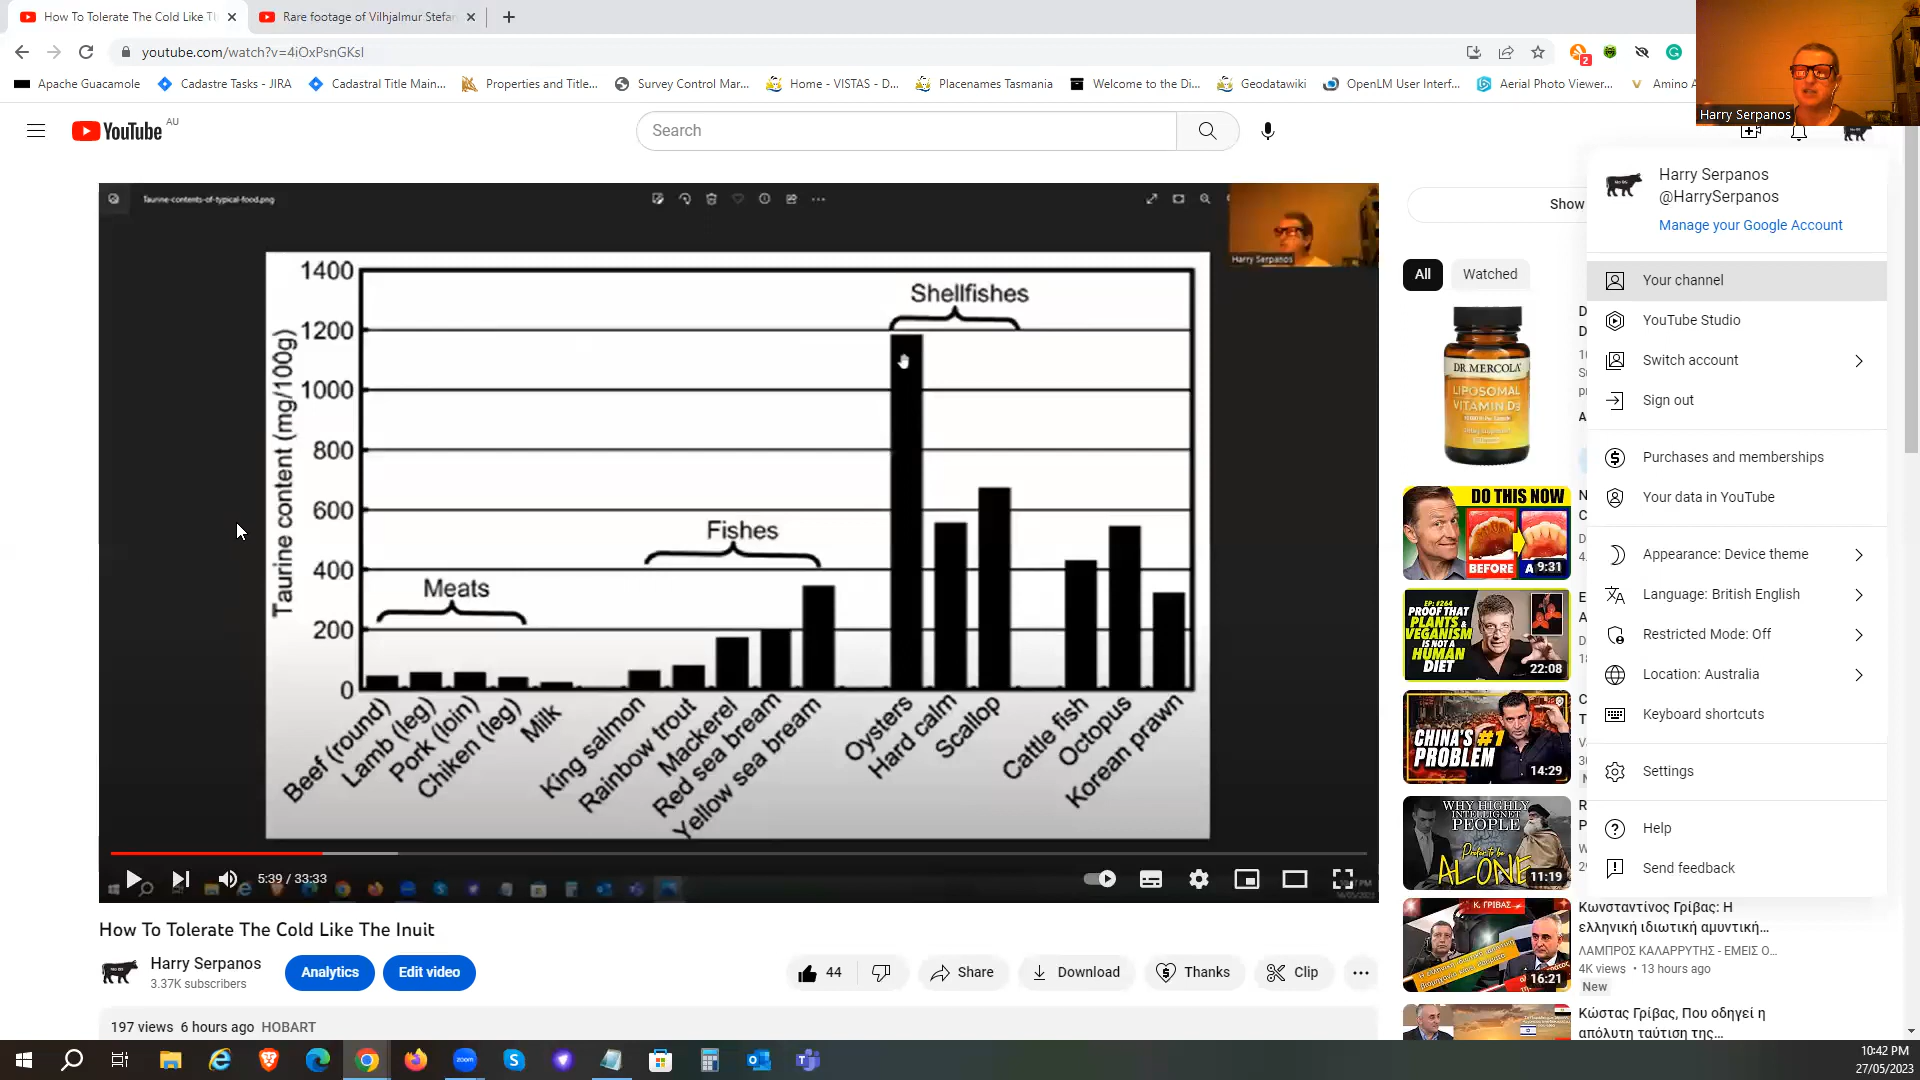 How To Tolerate The Cold Like Th
Rare footage of Vilhjalmur Stefan
youtube.com/watch?v=4iOxPsnGKsI
2
Apache Guacamole
Cadastre Tasks - JIRA
Cadastral Title Main...
Properties and Title...
Survey Control Mar...
Home - VISTAS - D...
Placenames Tasmania
Welcome to the Di...
Geodatawiki
OpenLM User Interf...
Aerial Photo Viewer...
Amino A
Harry Serpanos
YouTube AU
Search
Taurine-contents-of-typical-food.png
Harry Serpanos
Taurine content (mg/100g)
1400
1200
1000
800
600
400
200
0
Meats
Fishes
Shellfishes
Beef (round)
Lamb (leg)
Pork (loin)
Chiken (leg)
Milk
King salmon
Rainbow trout
Mackerel
Red sea bream
Yellow sea bream
Oysters
Hard calm
Scallop
Cattle fish
Octopus
Korean prawn
5:39 / 33:33
How To Tolerate The Cold Like The Inuit
Harry Serpanos
3.37K subscribers
Analytics
Edit video
44
Share
Download
Thanks
Clip
197 views 6 hours ago HOBART
Show
All
Watched
DR. MERCOLA
LIPOSOMAL
VITAMIN D3
DO THIS NOW
BEFORE
9:31
EP: #264
PROOF THAT
PLANTS &
VEGANISM
IS NOT A
HUMAN
DIET
22:08
CHINA'S #1
PROBLEM
14:29
WHY HIGHLY
INTELLIGNET
PEOPLE
Prefer to be
ALONE
11:19
Κ. ΓΡΙΒΑΣ
16:21
Κωνσταντίνος Γρίβας: Η
ελληνική ιδιωτική αμυντική...
ΛΑΜΠΡΟΣ ΚΑΛΑΡΡΥΤΗΣ - ΕΜΕΙΣ Ο...
4K views • 13 hours ago
New
Κώστας Γρίβας, Που οδηγεί η
απόλυτη ταύτιση της...
Harry Serpanos
@HarrySerpanos
Manage your Google Account
Your channel
YouTube Studio
Switch account
Sign out
Purchases and memberships
Your data in YouTube
Appearance: Device theme
Language: British English
Restricted Mode: Off
Location: Australia
Keyboard shortcuts
Settings
Help
Send feedback
zoom
10:42 PM
27/05/2023